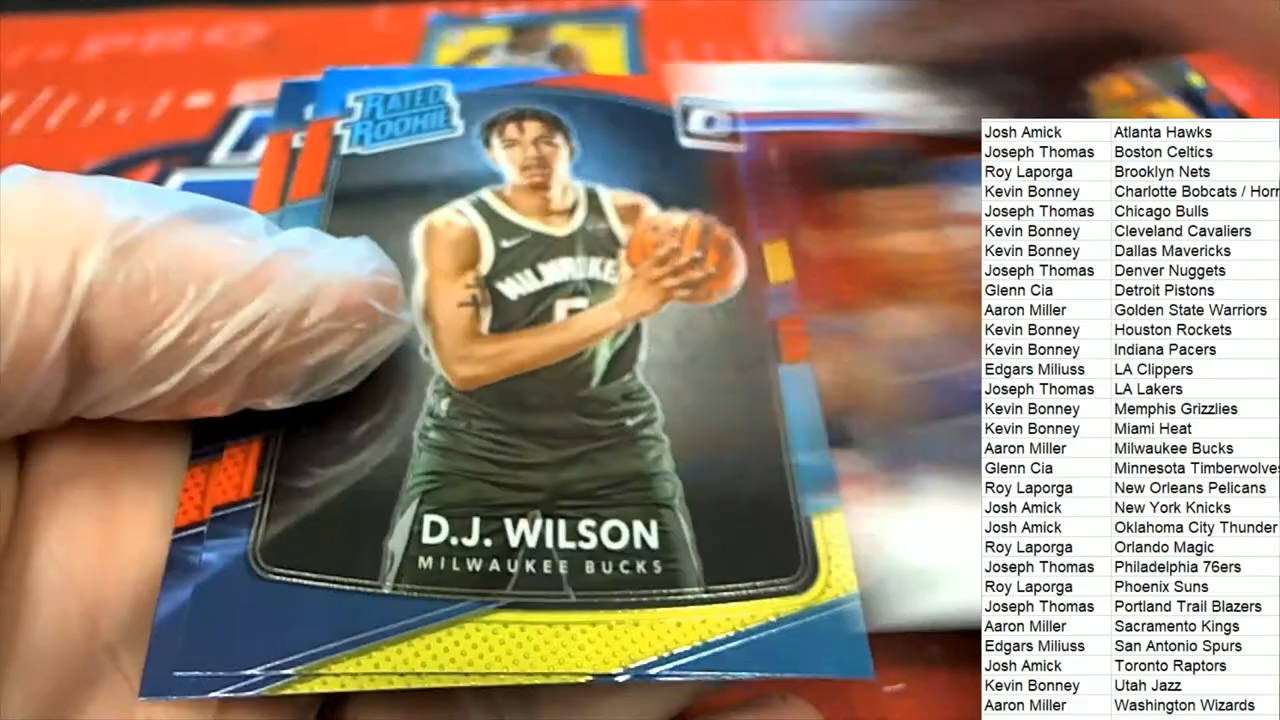 RATED
ROOKIE
MILWAUKEE
D.J. WILSON
MILWAUKEE BUCKS
Josh Amick Atlanta Hawks
Joseph Thomas Boston Celtics
Roy Laporga Brooklyn Nets
Kevin Bonney Charlotte Bobcats / Horn
Joseph Thomas Chicago Bulls
Kevin Bonney Cleveland Cavaliers
Kevin Bonney Dallas Mavericks
Joseph Thomas Denver Nuggets
Glenn Cia Detroit Pistons
Aaron Miller Golden State Warriors
Kevin Bonney Houston Rockets
Kevin Bonney Indiana Pacers
Edgars Miliuss LA Clippers
Joseph Thomas LA Lakers
Kevin Bonney Memphis Grizzlies
Kevin Bonney Miami Heat
Aaron Miller Milwaukee Bucks
Glenn Cia Minnesota Timberwolves
Roy Laporga New Orleans Pelicans
Josh Amick New York Knicks
Josh Amick Oklahoma City Thunder
Roy Laporga Orlando Magic
Joseph Thomas Philadelphia 76ers
Roy Laporga Phoenix Suns
Joseph Thomas Portland Trail Blazers
Aaron Miller Sacramento Kings
Edgars Miliuss San Antonio Spurs
Josh Amick Toronto Raptors
Kevin Bonney Utah Jazz
Aaron Miller Washington Wizards